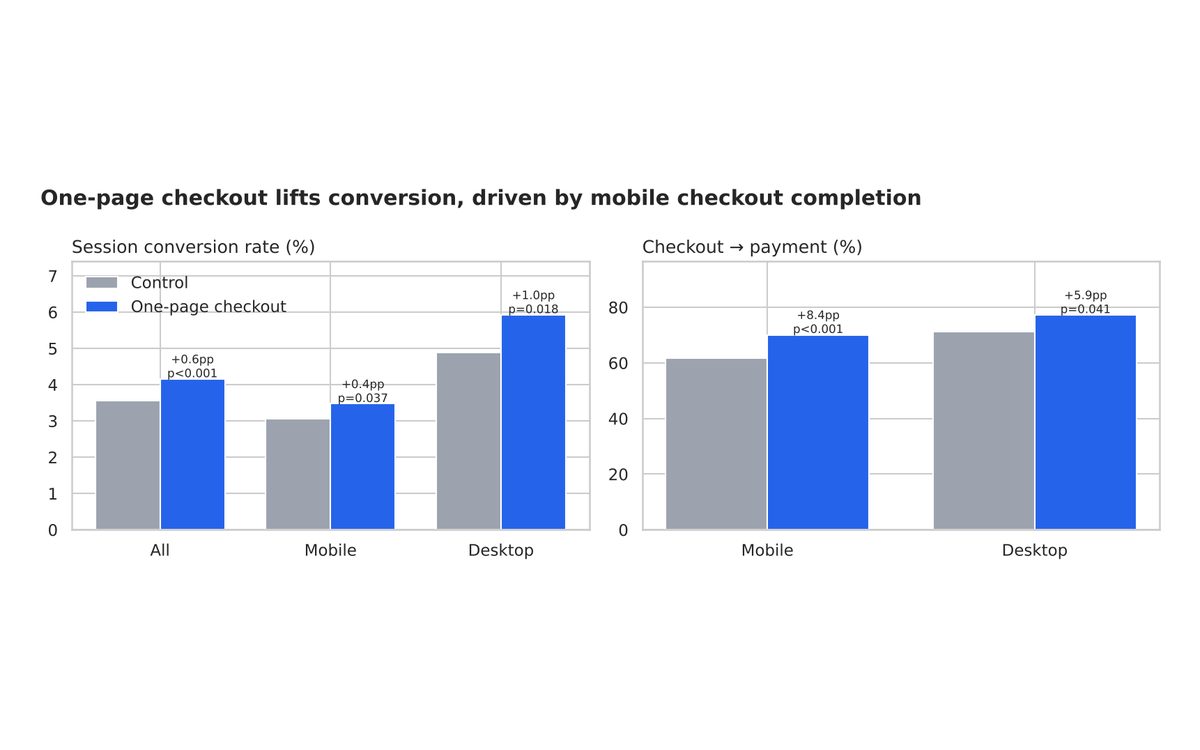 One-page checkout lifts conversion, driven by mobile checkout completion
Session conversion rate (%)
7
6
5
4
3
2
1
0
Control
One-page checkout
+0.6pp
p<0.001
+0.4pp
p=0.037
+1.0pp
p=0.018
All
Mobile
Desktop
Checkout → payment (%)
80
60
40
20
0
+8.4pp
p<0.001
+5.9pp
p=0.041
Mobile
Desktop